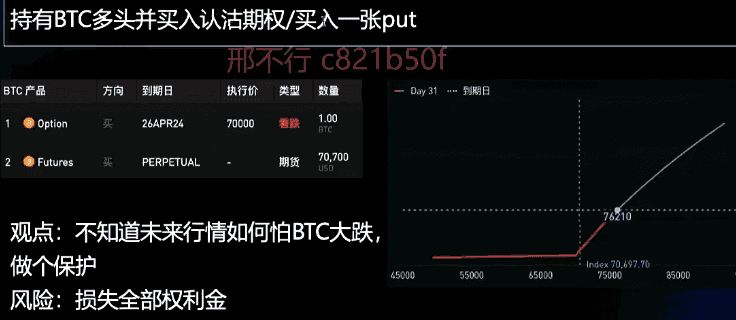 持有BTC多头并买入认沽期权/买入一张put
邢不行 c821b50f
BTC 产品 方向 到期日 执行价 类型 数量
1 Option 买 26APR24 70000 看跌 1.00 BTC
2 Futures 买 PERPETUAL - 期货 70,700 USD
Day 31 到期日
76210
Index 70,697.70
45000 55000 65000 75000 85000
观点：不知道未来行情如何怕BTC大跌，
做个保护
风险：损失全部权利金